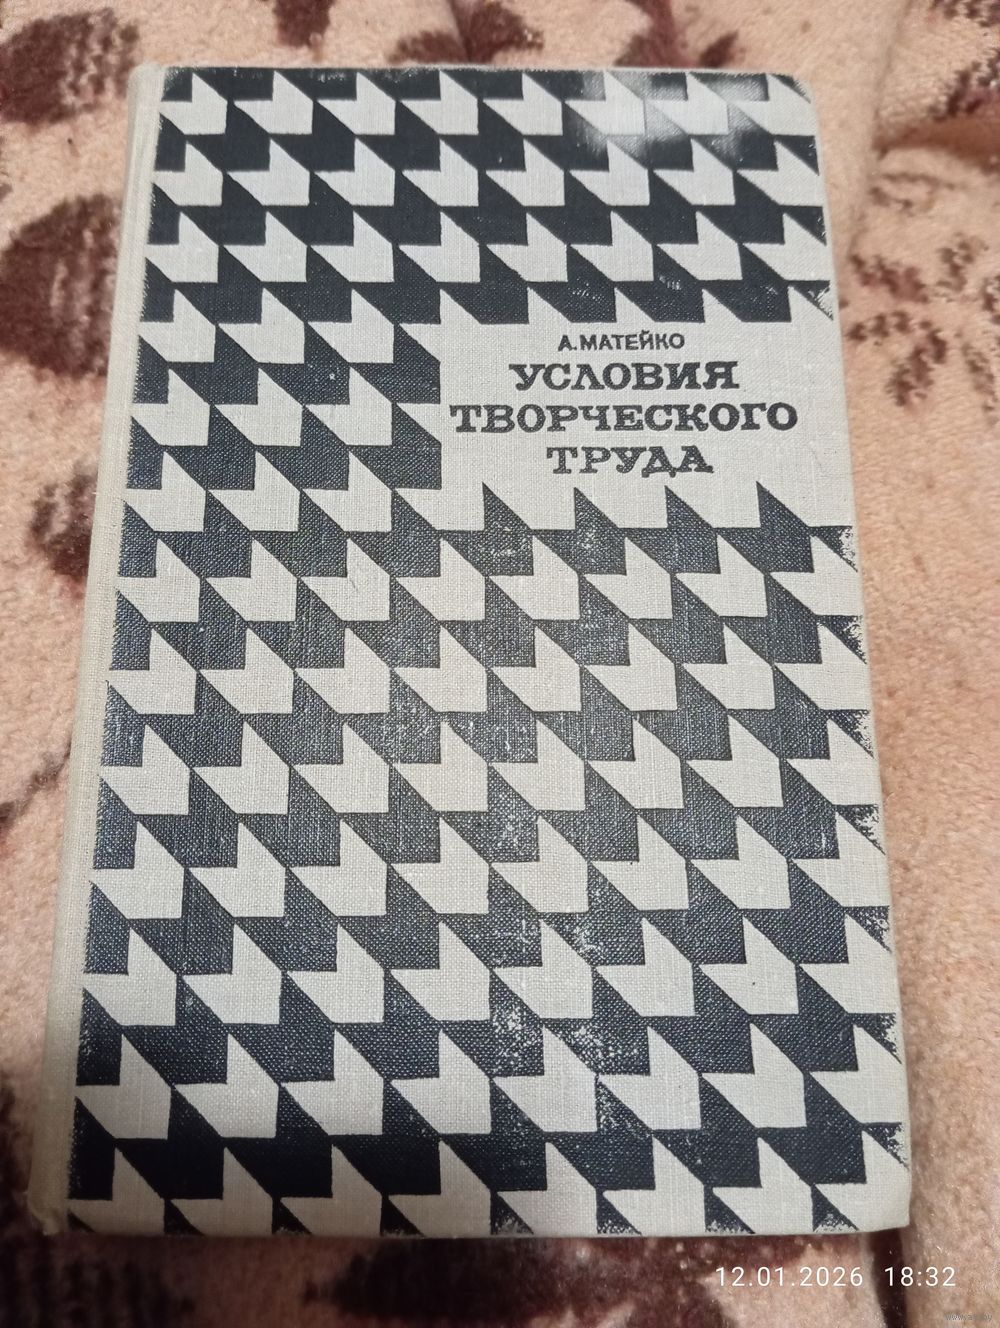 А.МАТЕЙКО
УСЛОВИЯ
ТВОРЧЕСКОГО
ТРУДА
12.01.2026 18:32